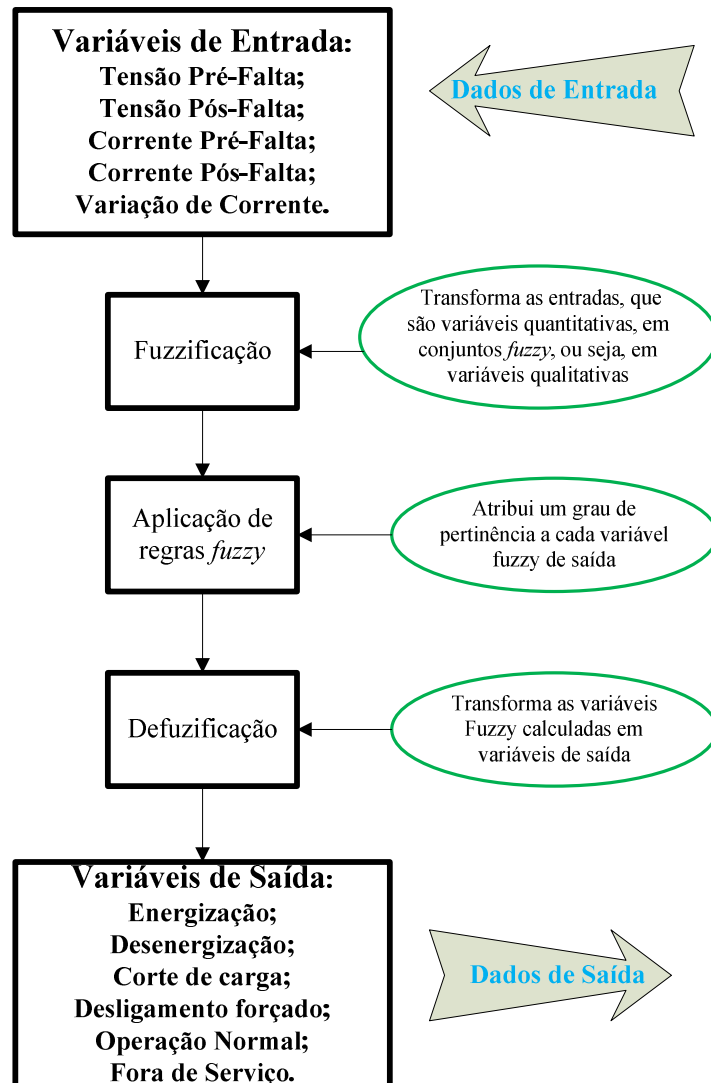 Variáveis de Entrada:
Tensão Pré-Falta;
Tensão Pós-Falta;
Corrente Pré-Falta;
Corrente Pós-Falta;
Variação de Corrente.
Dados de Entrada
Fuzzificação
Transforma as entradas, que
são variáveis quantitativas, em
conjuntos fuzzy, ou seja, em
variáveis qualitativas
Aplicação de
regras fuzzy
Atribui um grau de
pertinência a cada variável
fuzzy de saída
Defuzificação
Transforma as variáveis
Fuzzy calculadas em
variáveis de saída
Variáveis de Saída:
Energização;
Desenergização;
Corte de carga;
Desligamento forçado;
Operação Normal;
Fora de Serviço.
Dados de Saída